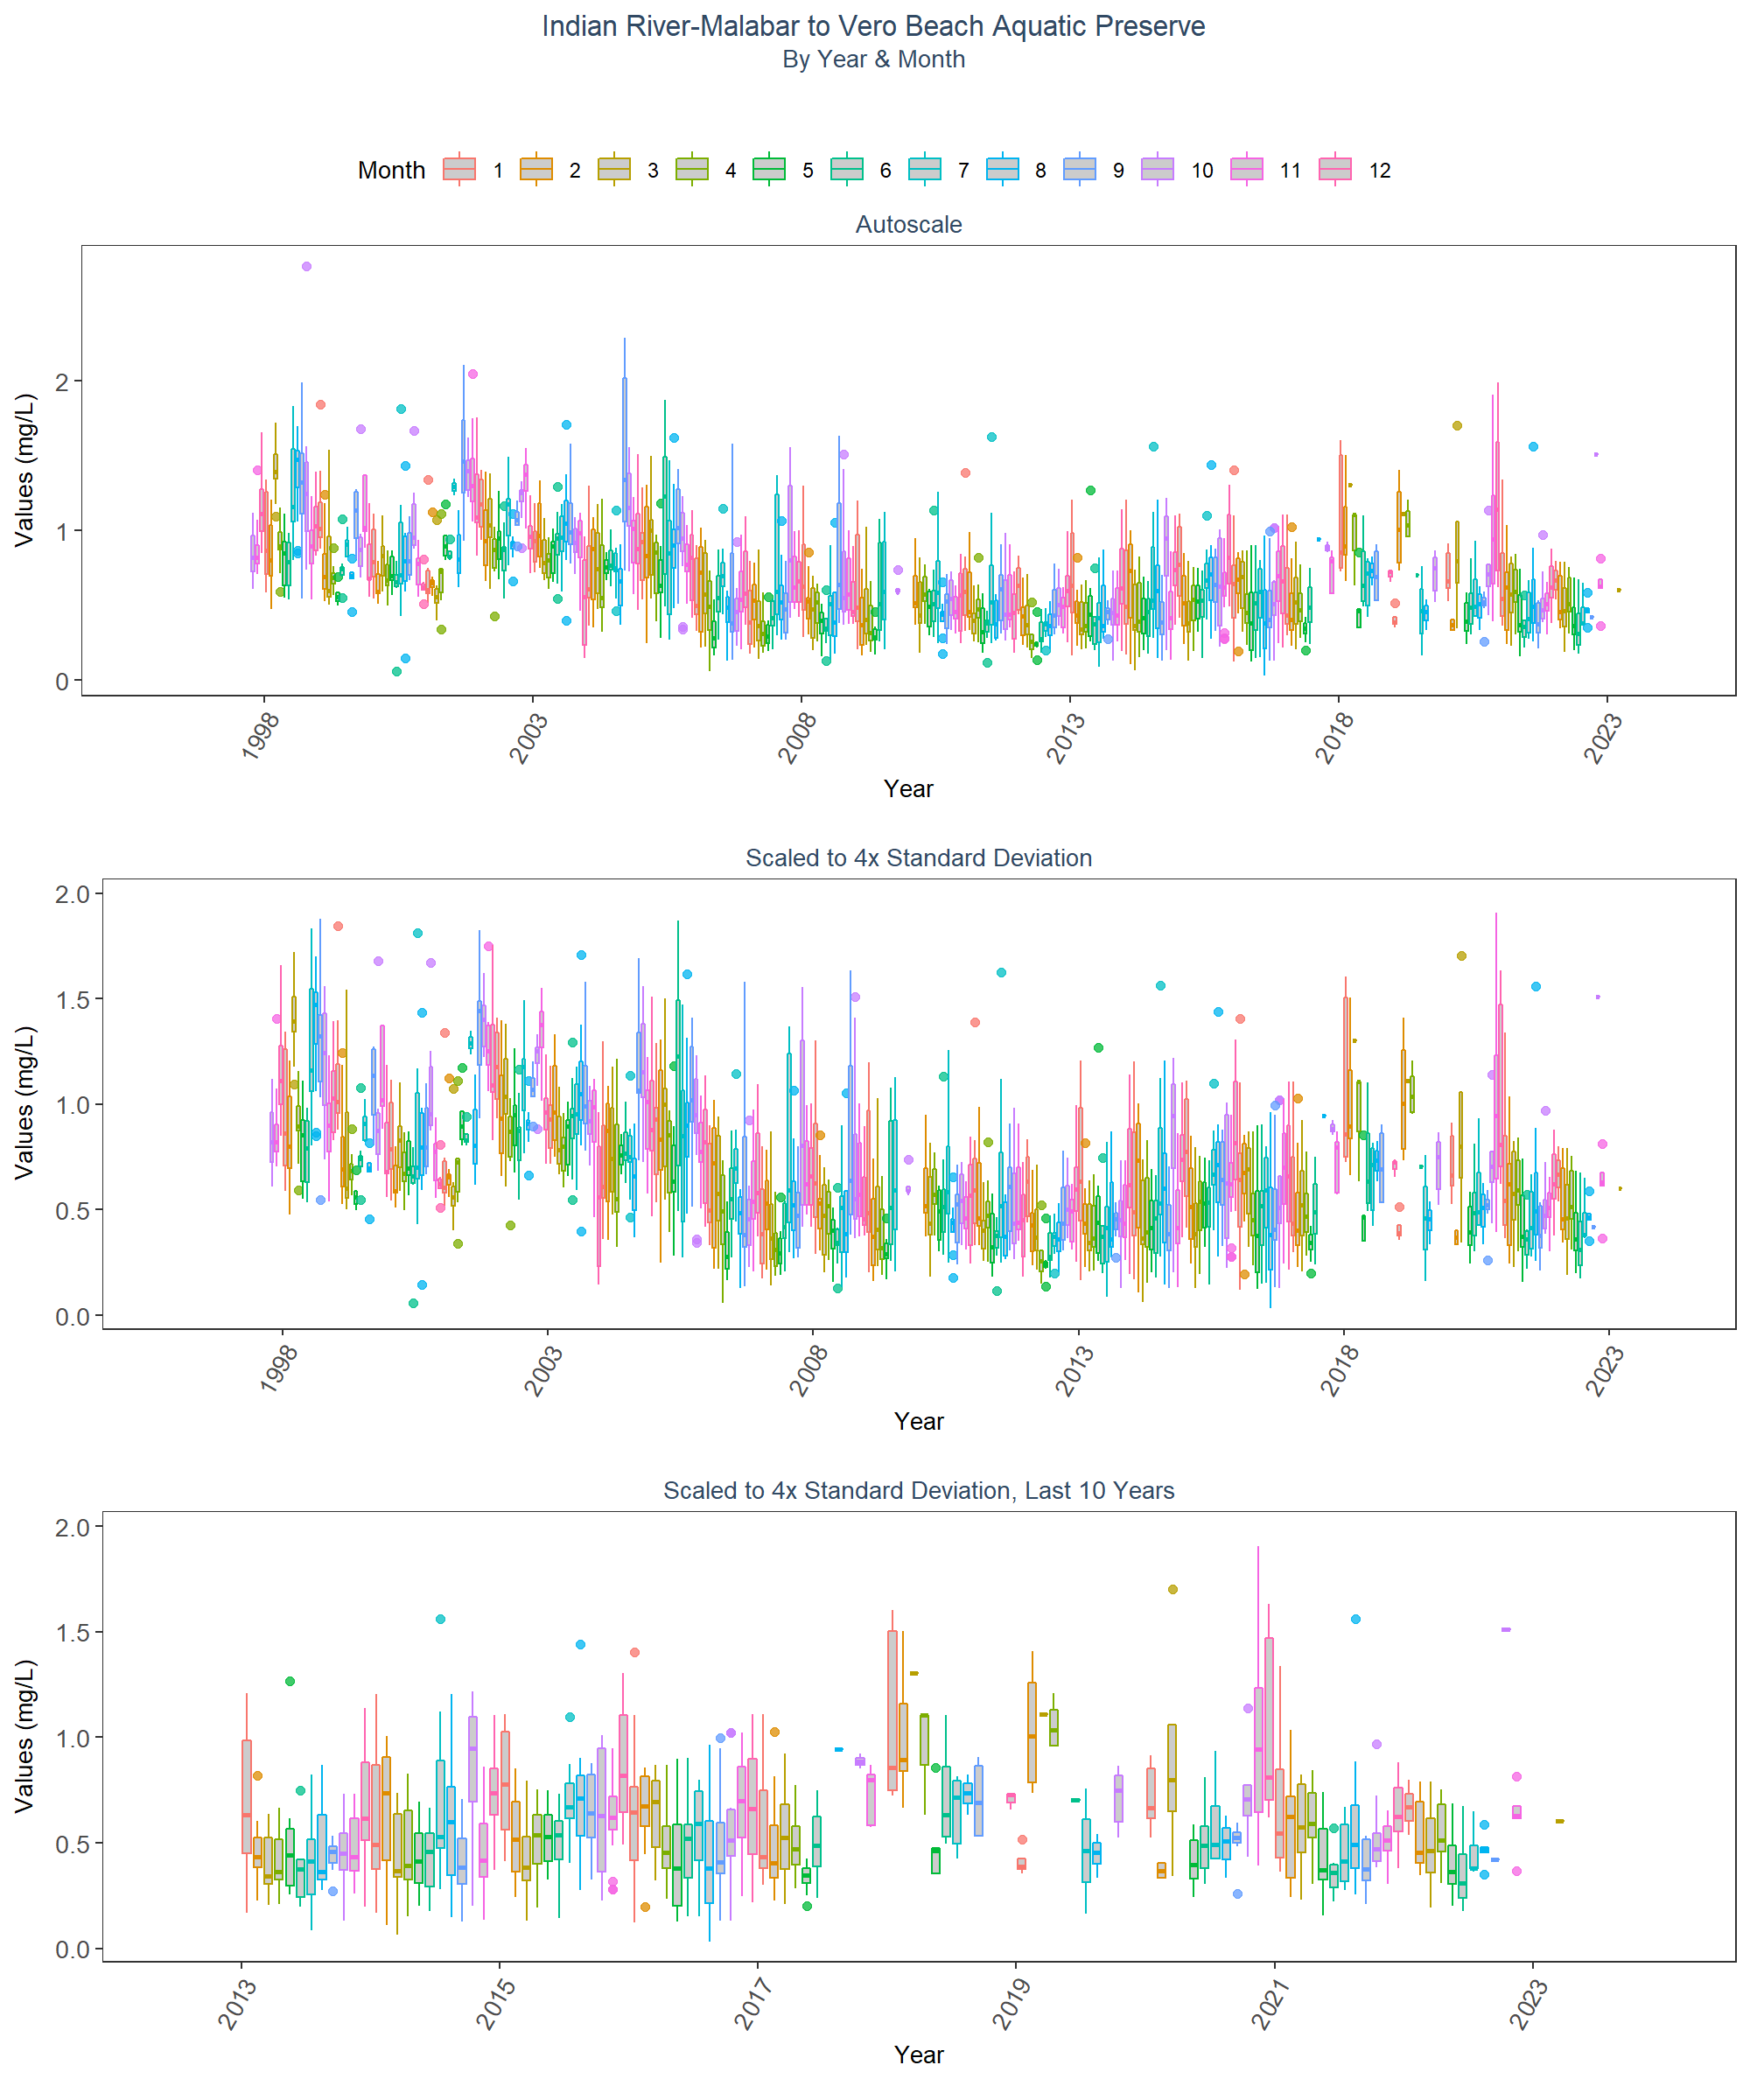 Indian River-Malabar to Vero Beach Aquatic Preserve
By Year & Month
Month 1 2 3 4 5 6 7 8 9 10 11 12
Autoscale
Values (mg/L)
2
1
0
1998 2003 2008 2013 2018 2023
Year
Scaled to 4x Standard Deviation
Values (mg/L)
2.0
1.5
1.0
0.5
0.0
1998 2003 2008 2013 2018 2023
Year
Scaled to 4x Standard Deviation, Last 10 Years
Values (mg/L)
2.0
1.5
1.0
0.5
0.0
2013 2015 2017 2019 2021 2023
Year